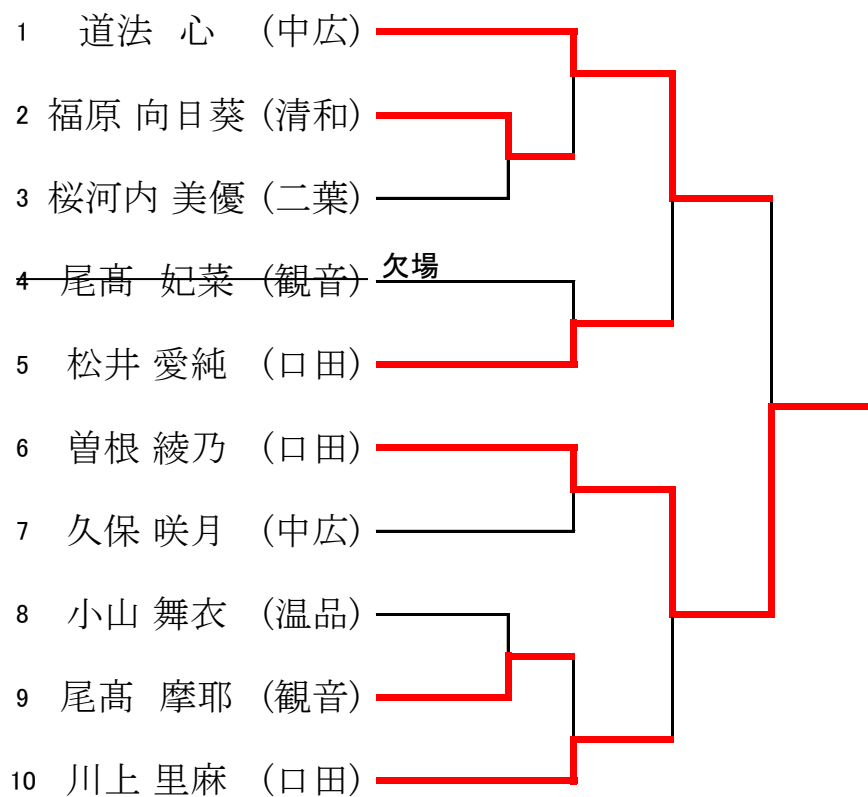 1 道法 心 (中広)
2 福原 向日葵 (清和)
3 桜河内 美優 (二葉)
4 尾髙 妃菜 (観音) 欠場
5 松井 愛純 (口田)
6 曽根 綾乃 (口田)
7 久保 咲月 (中広)
8 小山 舞衣 (温品)
9 尾髙 摩耶 (観音)
10 川上 里麻 (口田)